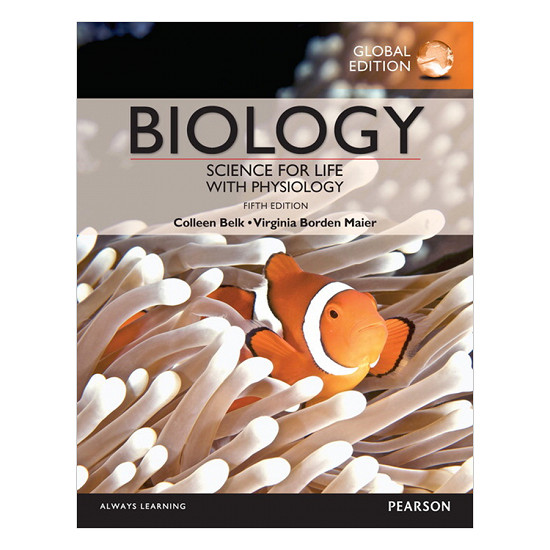 GLOBAL
EDITION
BIOLOGY
SCIENCE FOR LIFE
WITH PHYSIOLOGY
FIFTH EDITION
Colleen Belk • Virginia Borden Maier
ALWAYS LEARNING
PEARSON